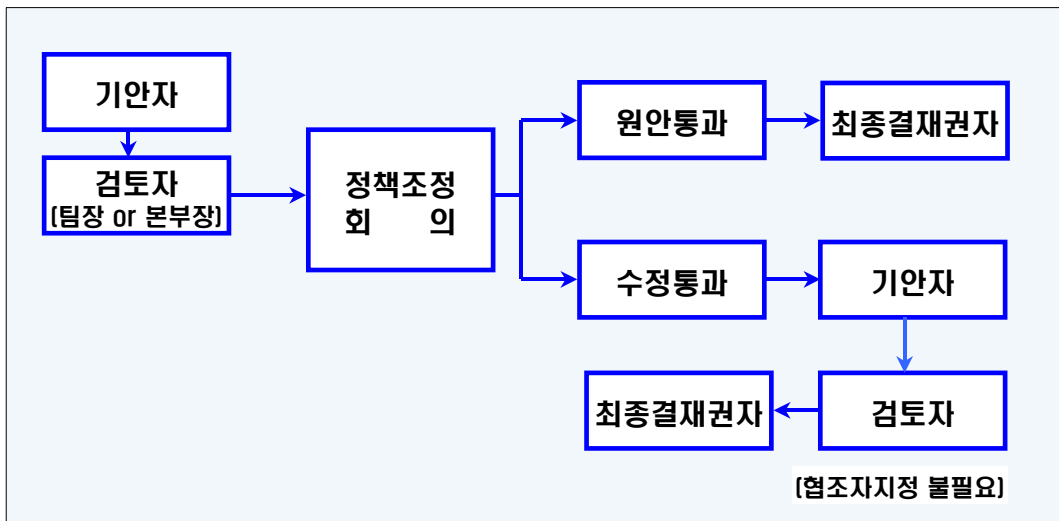 기안자
검토자
(팀장 or 본부장)
정책조정
회 의
원안통과
최종결재권자
수정통과
기안자
검토자
최종결재권자
(협조자지정 불필요)